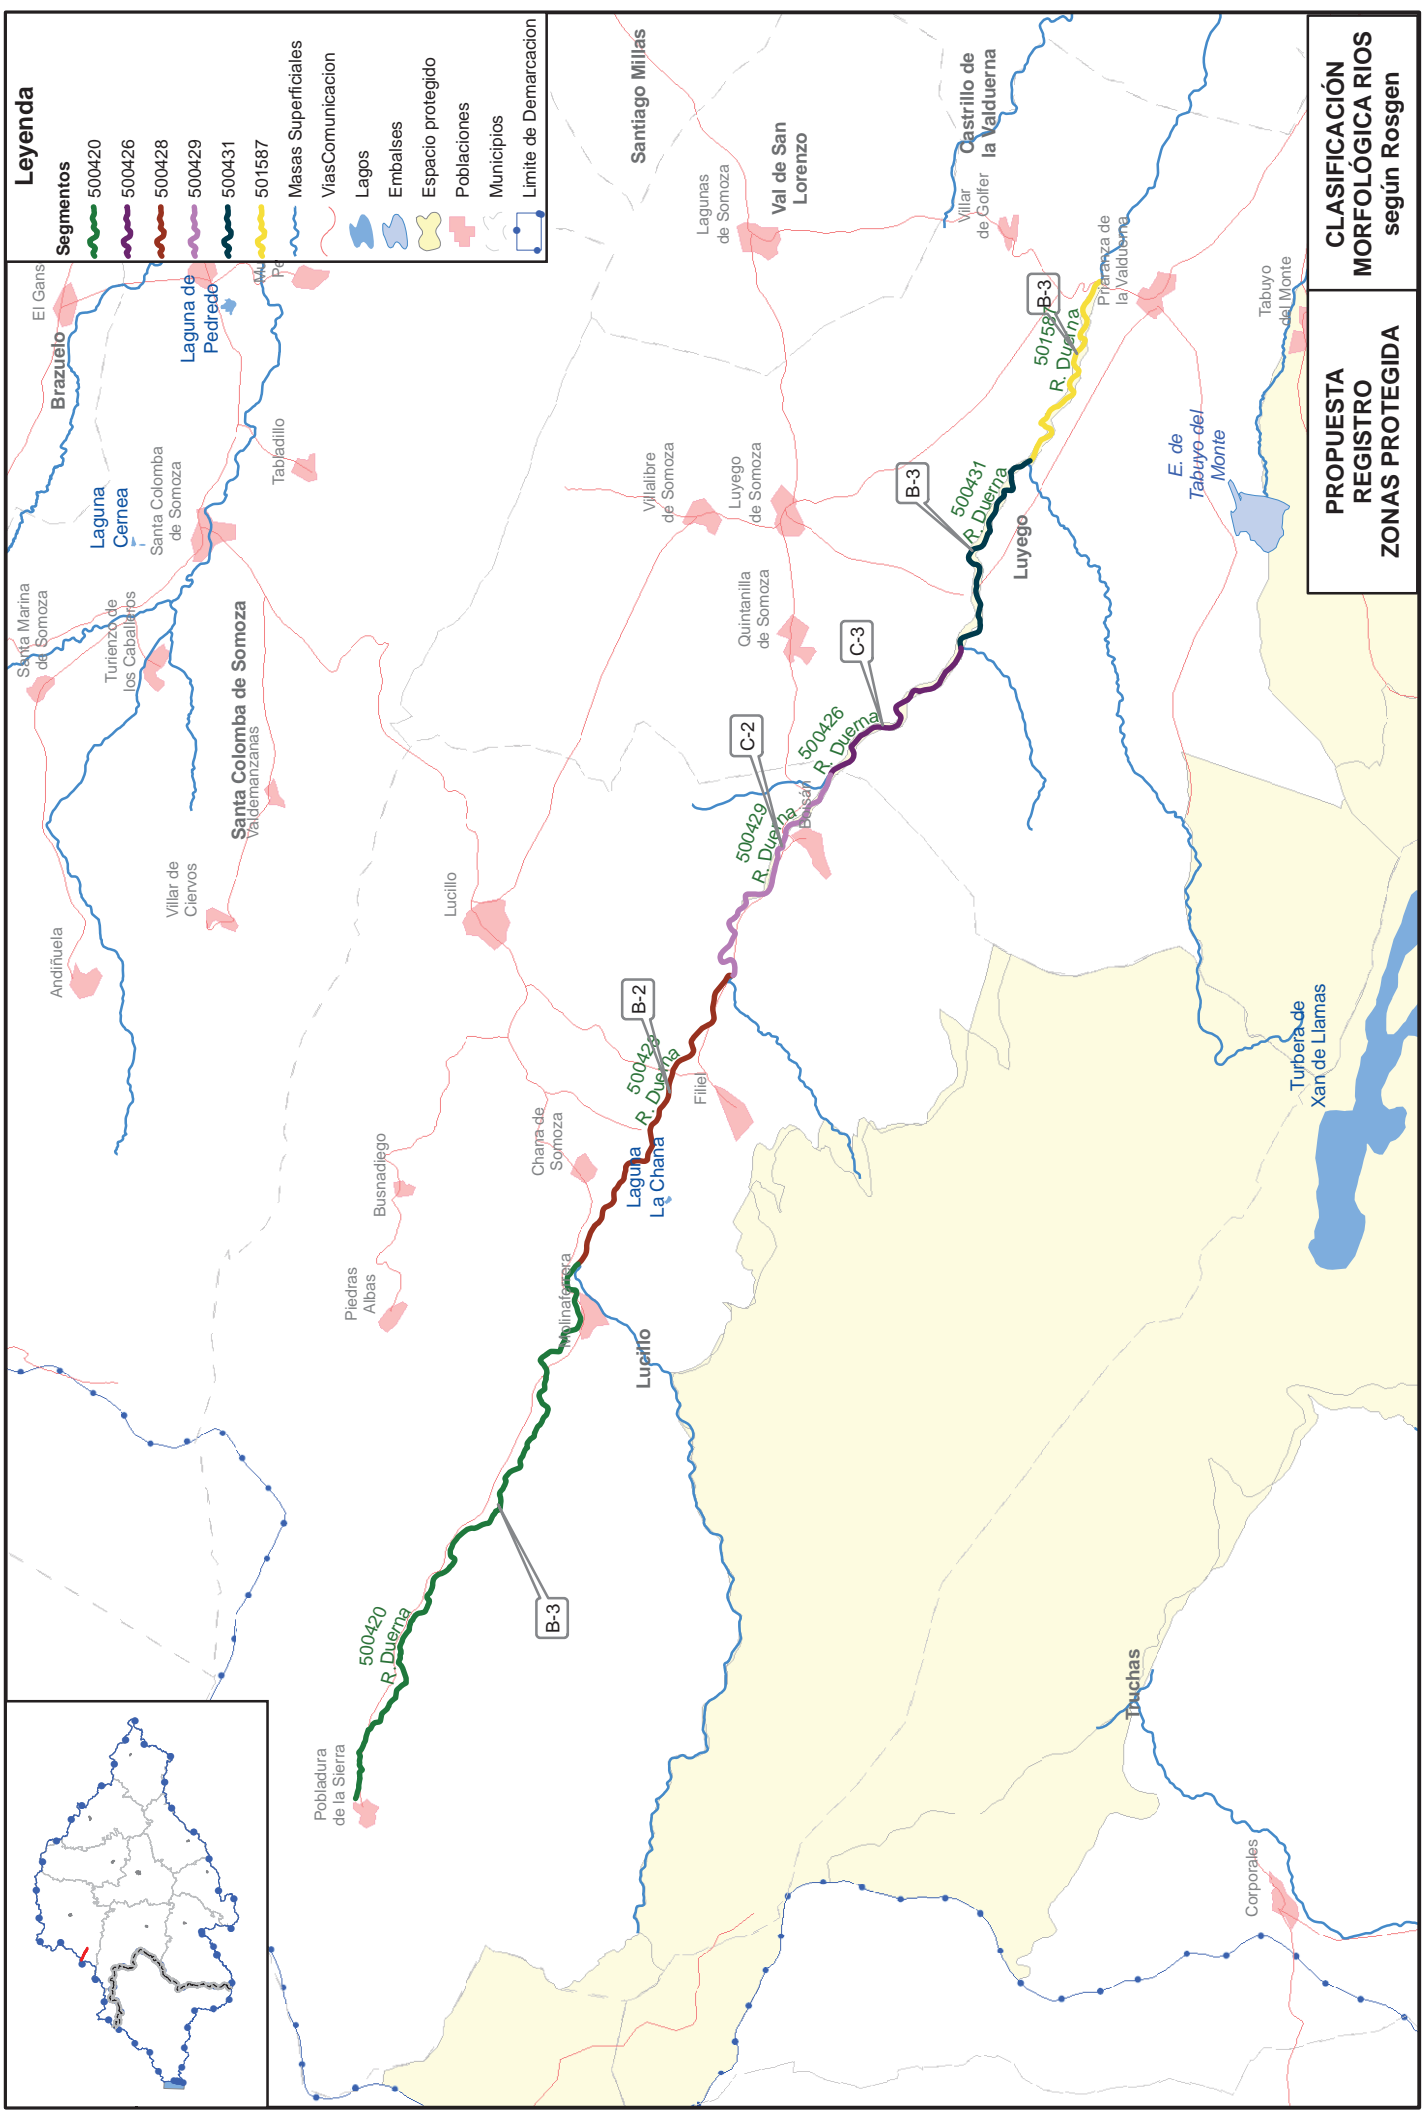 Leyenda
Segmentos
500420
500426
500428
500429
500431
501587
Masas Superficiales
ViasComunicacion
Lagos
Embalses
Espacio protegido
Poblaciones
Municipios
Limite de Demarcacion
PROPUESTA
REGISTRO
ZONAS PROTEGIDA
CLASIFICACIÓN
MORFOLÓGICA RIOS
según Rosgen
El Gans
Brazuelo
Laguna de
Pedredo
Laguna
Cernea
Santa Colomba
de Somoza
Tabladillo
Santa Marina
de Somoza
Turienzo de
los Caballeros
Santa Colomba de Somoza
Valdemanzanas
Villar de
Ciervos
Andiñuela
Santiago Millas
Lagunas
de Somoza
Val de San
Lorenzo
Castrillo de
la Valduerna
Villar
de Golfer
Priaranza de
la Valduerna
Tabuyo
del Monte
E. de
Tabuyo del
Monte
Villalibre
de Somoza
Luyego
de Somoza
Quintanilla
de Somoza
Luyego
B-3
501587
R. Duerna
B-3
500431
R. Duerna
C-3
500426
R. Duerna
C-2
500429
R. Duerna
Boisán
Lucillo
B-2
500428
R. Duerna
Filiel
Chana de
Somoza
Laguna
La Chana
Busnadiego
Piedras
Albas
Molinaferrera
Lucillo
B-3
500420
R. Duerna
Pobladura
de la Sierra
Turbera de
Xan de Llamas
Truchas
Corporales